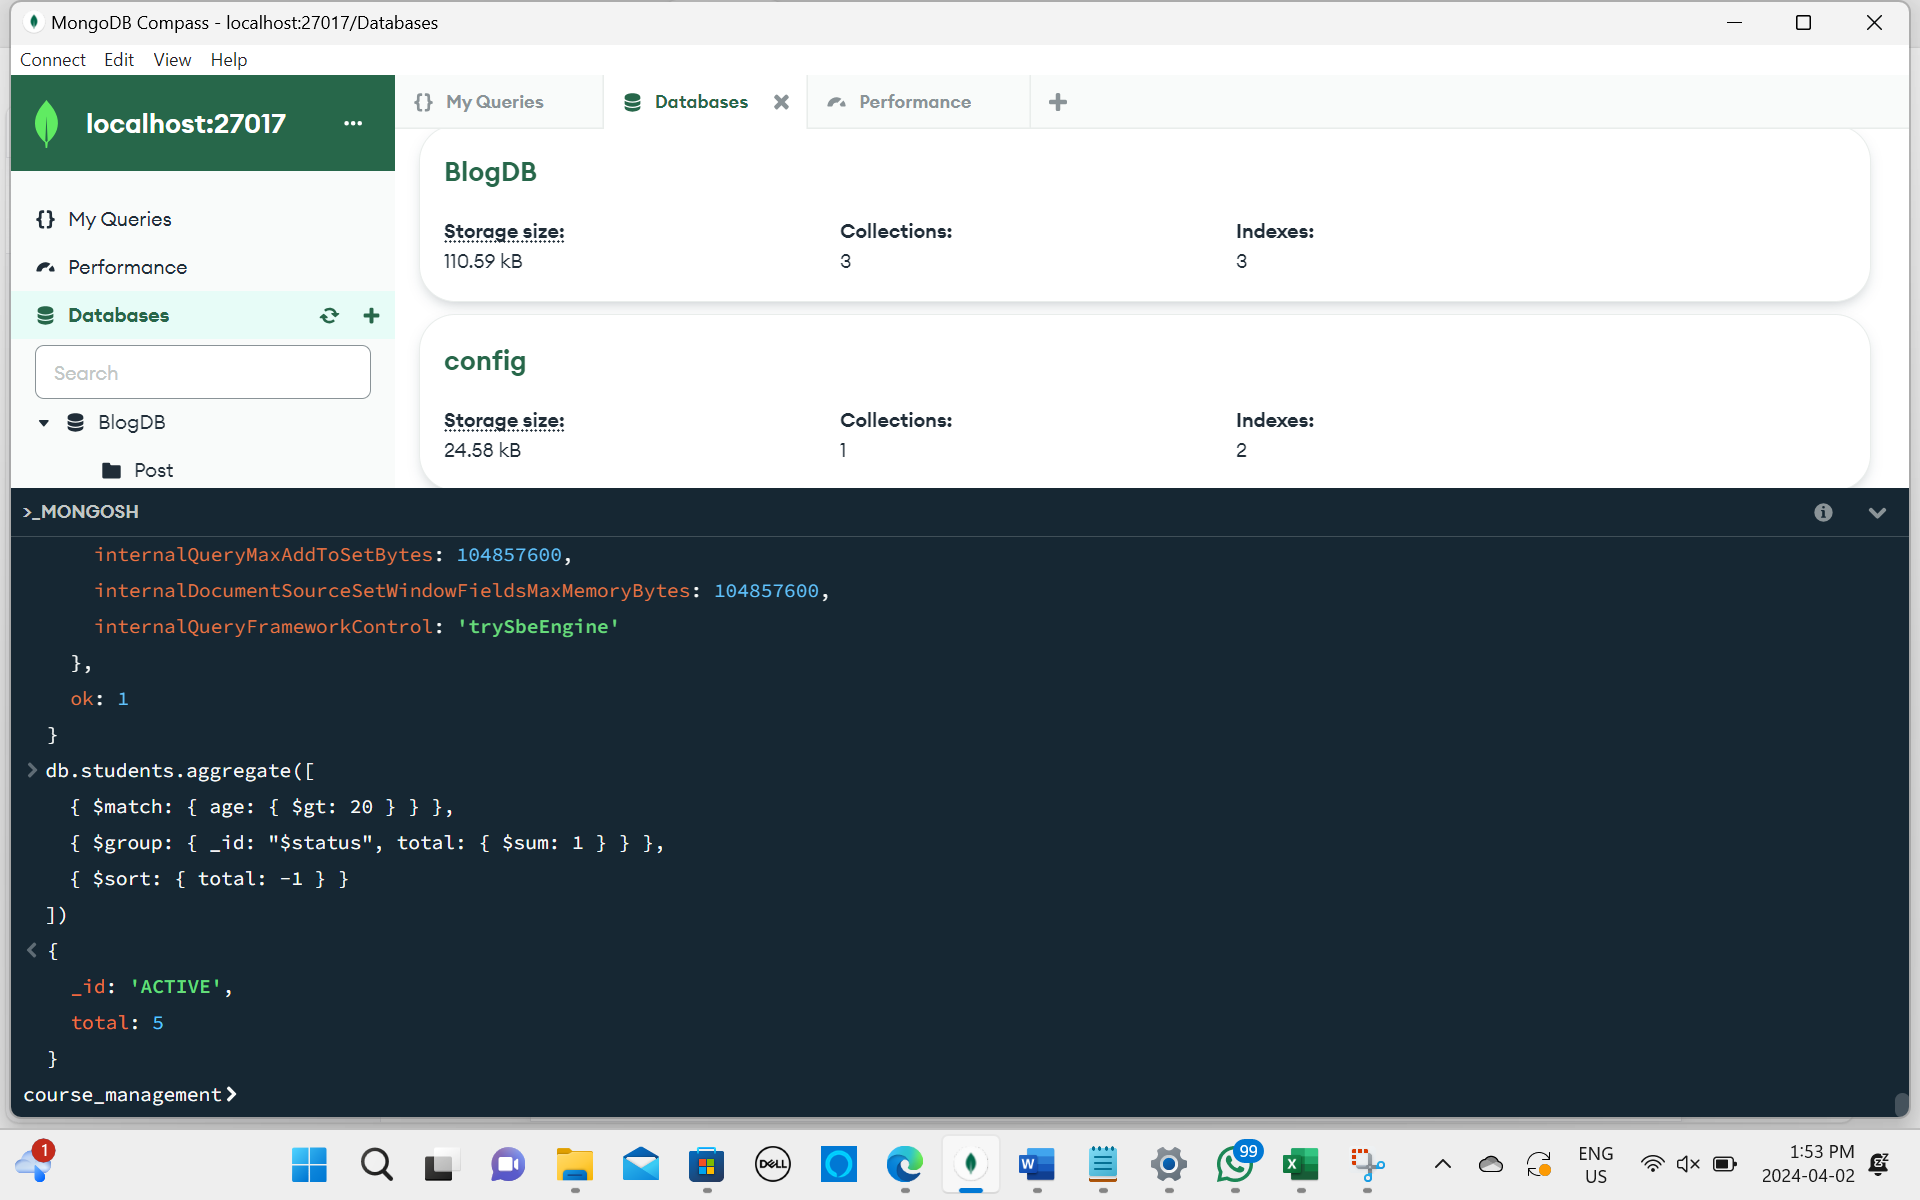 MongoDB Compass - localhost:27017/Databases
Connect Edit View Help
localhost:27017 ...
{} My Queries
Databases
Performance
My Queries
Performance
Databases
Search
BlogDB
Post
BlogDB
Storage size: Collections: Indexes:
110.59 kB 3 3
config
Storage size: Collections: Indexes:
24.58 kB 1 2
>_MONGOSH
internalQueryMaxAddToSetBytes: 104857600,
internalDocumentSourceSetWindowFieldsMaxMemoryBytes: 104857600,
internalQueryFrameworkControl: 'trySbeEngine'
},
ok: 1
}
> db.students.aggregate([
{ $match: { age: { $gt: 20 } } },
{ $group: { _id: "$status", total: { $sum: 1 } } },
{ $sort: { total: -1 } }
])
< {
_id: 'ACTIVE',
total: 5
}
course_management>
1
DELL
W
99
X
ENG
US
1:53 PM
2024-04-02